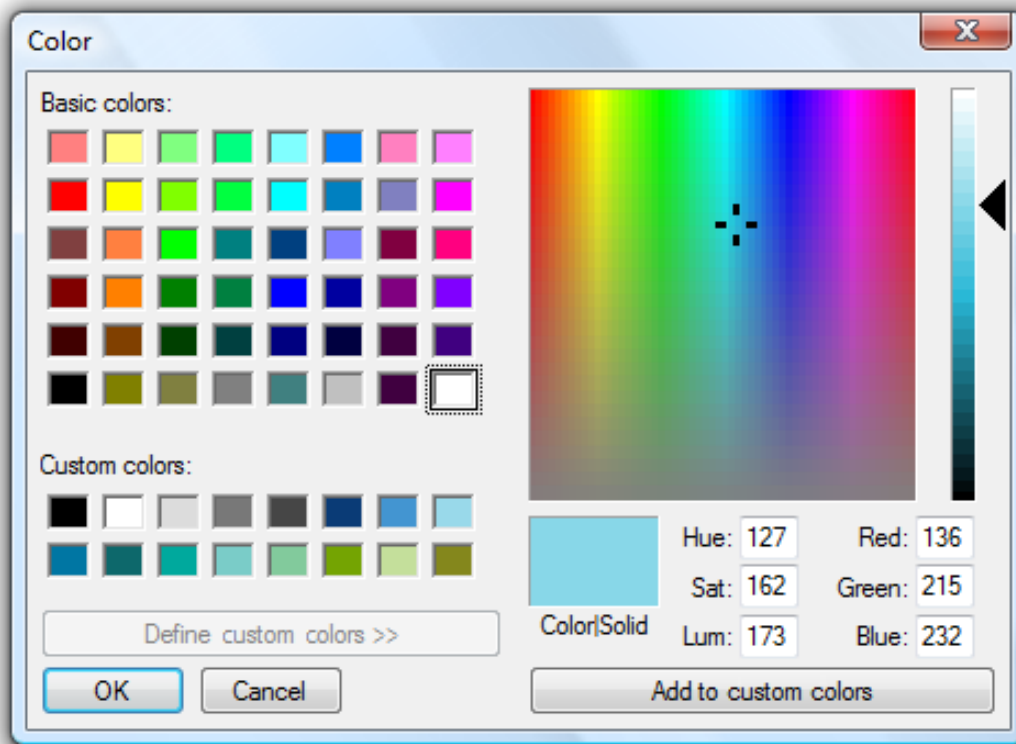 Color
Basic colors:
Custom colors:
Define custom colors >>
OK
Cancel
Color|Solid
Hue: 127
Sat: 162
Lum: 173
Red: 136
Green: 215
Blue: 232
Add to custom colors